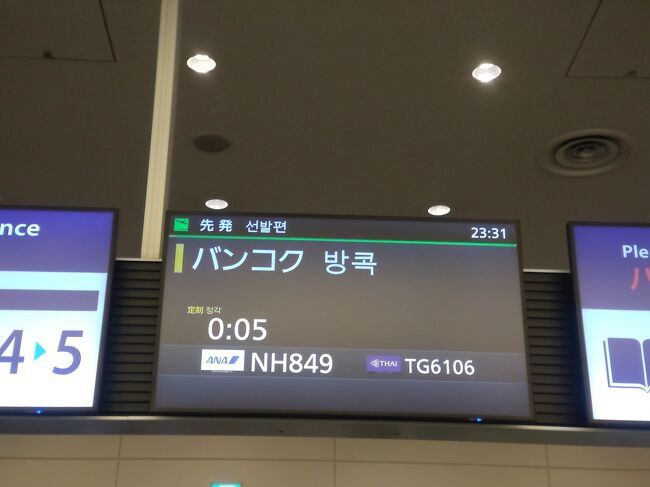 nce
4 5
先発 선발편 23:31
バンコク 방콕
定刻 정각
0:05
ANA NH849 THAI TG6106
Ple